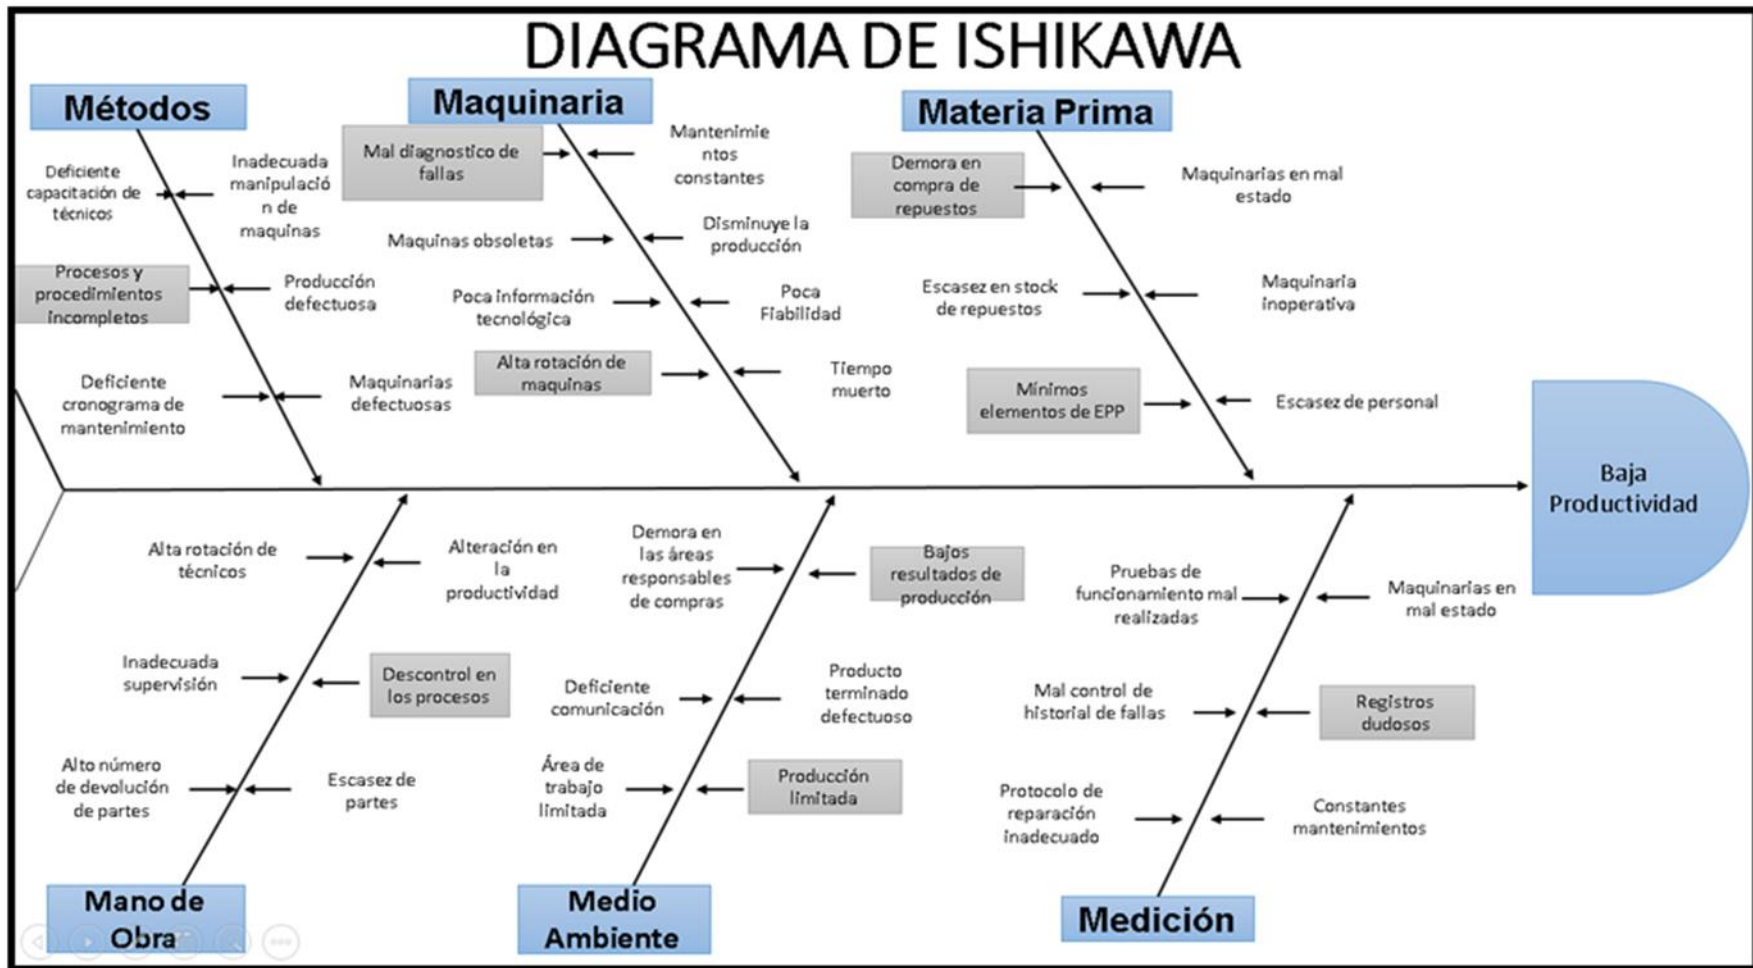 DIAGRAMA DE ISHIKAWA
Métodos
Deficiente
capacitación de
técnicos
Inadecuada
manipulació
n de
maquinas
Procesos y
procedimientos
incompletos
Producción
defectuosa
Deficiente
cronograma de
mantenimiento
Maquinarias
defectuosas
Maquinaria
Mal diagnostico de
fallas
Mantenimie
ntos
constantes
Maquinas obsoletas
Disminuye la
producción
Poca información
tecnológica
Poca
Fiabilidad
Alta rotación de
maquinas
Tiempo
muerto
Materia Prima
Demora en
compra de
repuestos
Maquinarias en mal
estado
Escasez en stock
de repuestos
Maquinaria
inoperativa
Mínimos
elementos de EPP
Escasez de personal
Baja
Productividad
Alta rotación de
técnicos
Alteración en
la
productividad
Inadecuada
supervisión
Descontrol en
los procesos
Alto número
de devolución
de partes
Escasez de
partes
Mano de
Obra
Demora en
las áreas
responsables
de compras
Bajos
resultados de
producción
Deficiente
comunicación
Producto
terminado
defectuoso
Área de
trabajo
limitada
Producción
limitada
Medio
Ambiente
Pruebas de
funcionamiento mal
realizadas
Maquinarias en
mal estado
Mal control de
historial de fallas
Registros
dudosos
Protocolo de
reparación
inadecuado
Constantes
mantenimientos
Medición